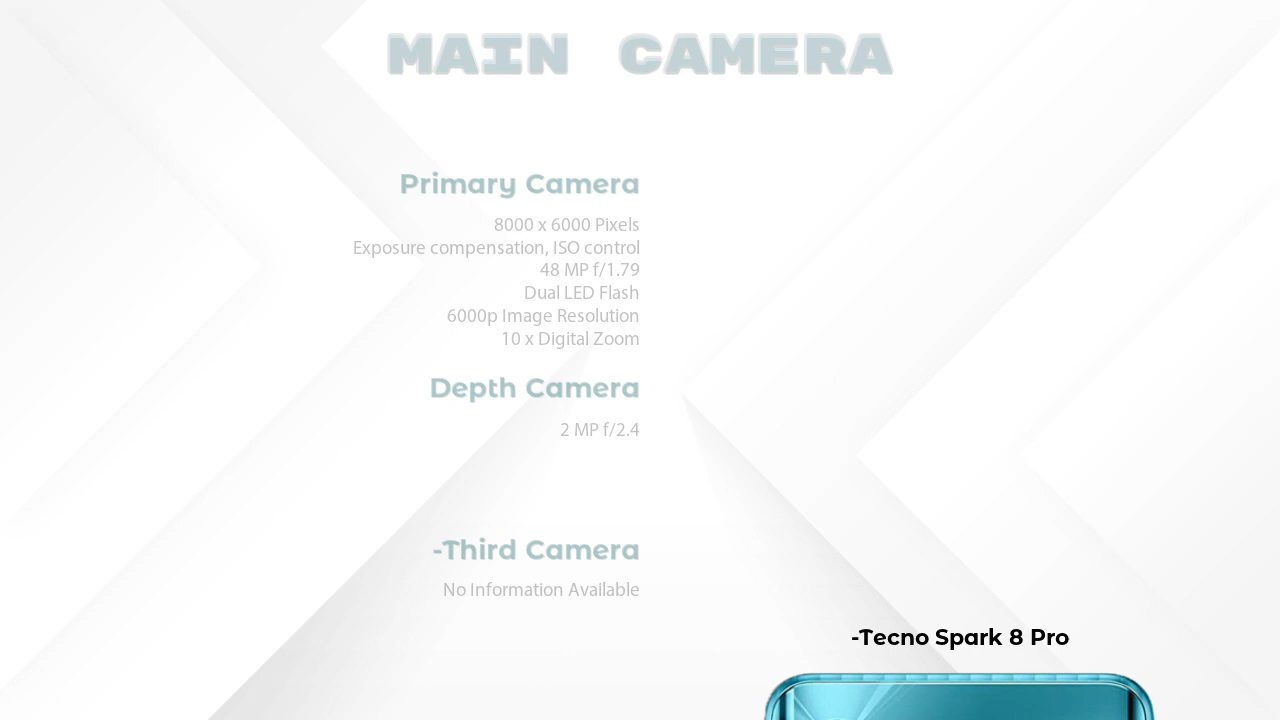 MAIN CAMERA
Primary Camera
8000 x 6000 Pixels
Exposure compensation, ISO control
48 MP f/1.79
Dual LED Flash
6000p Image Resolution
10 x Digital Zoom
Depth Camera
2 MP f/2.4
-Third Camera
No Information Available
-Tecno Spark 8 Pro